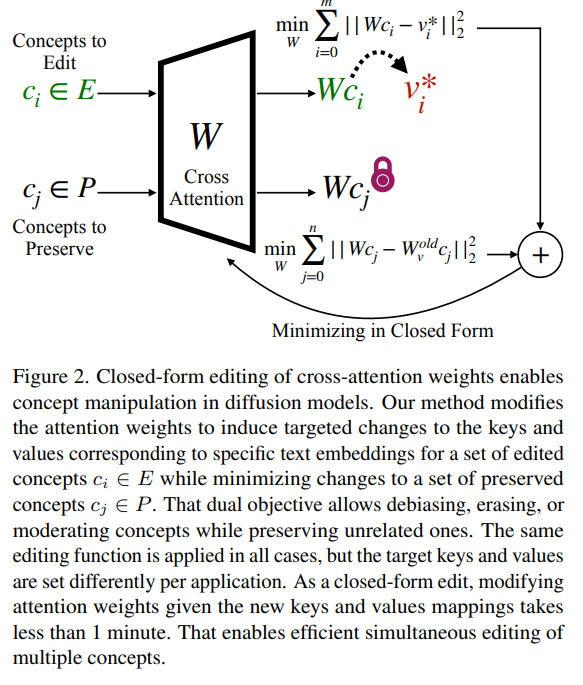 Concepts to
Edit
c_i ∈ E
min_W \sum_{i=0}^{m} ||Wc_i − v_i^*||_2^2
Wc_i
v_i^*
W
Cross
Attention
c_j ∈ P
Concepts to
Preserve
Wc_j
min_W \sum_{j=0}^{n} ||Wc_j − W_v^{old}c_j||_2^2
+
Minimizing in Closed Form
Figure 2. Closed-form editing of cross-attention weights enables
concept manipulation in diffusion models. Our method modifies
the attention weights to induce targeted changes to the keys and
values corresponding to specific text embeddings for a set of edited
concepts c_i ∈ E while minimizing changes to a set of preserved
concepts c_j ∈ P. That dual objective allows debiasing, erasing, or
moderating concepts while preserving unrelated ones. The same
editing function is applied in all cases, but the target keys and values
are set differently per application. As a closed-form edit, modifying
attention weights given the new keys and values mappings takes
less than 1 minute. That enables efficient simultaneous editing of
multiple concepts.